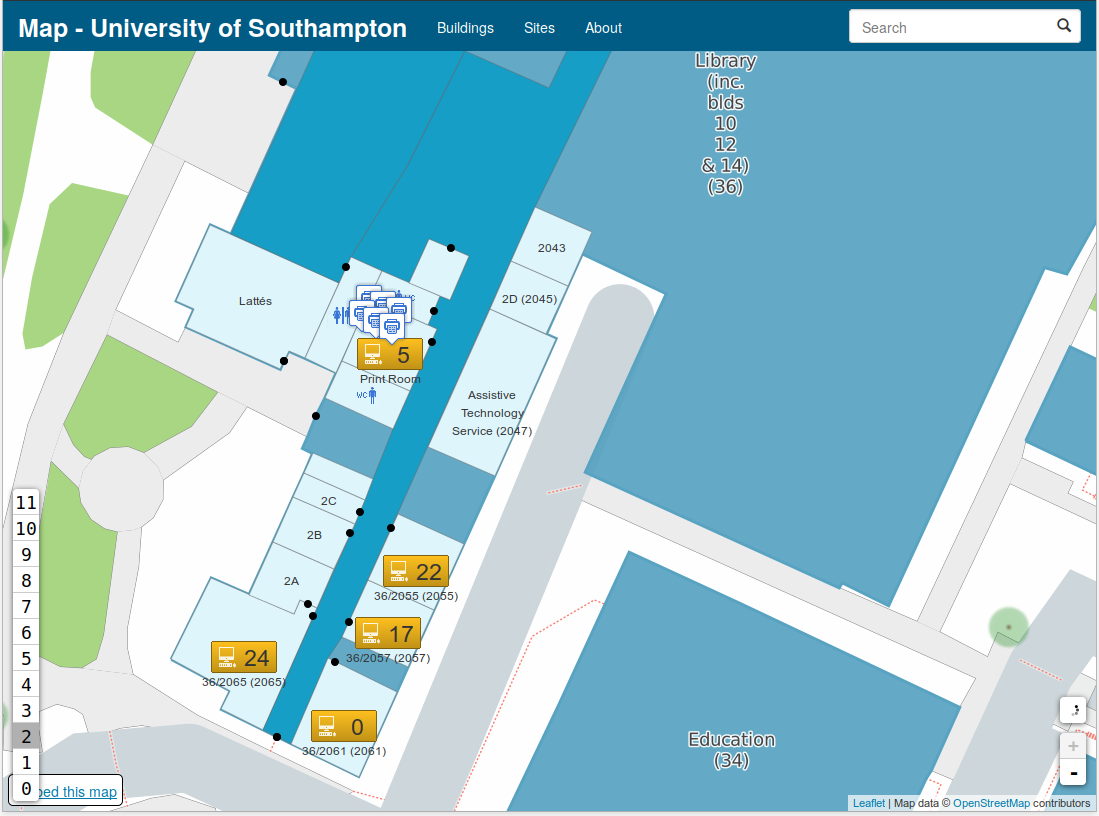 Map - University of Southampton
Buildings
Sites
About
Search
Library
(inc.
blds
10
12
& 14)
(36)
2043
2D (2045)
Lattés
wc
5
Print Room
wc
Assistive
Technology
Service (2047)
2C
2B
2A
22
36/2055 (2055)
17
36/2057 (2057)
24
36/2065 (2065)
0
36/2061 (2061)
Education
(34)
11
10
9
8
7
6
5
4
3
2
1
0
this map
+
-
Leaflet | Map data © OpenStreetMap contributors